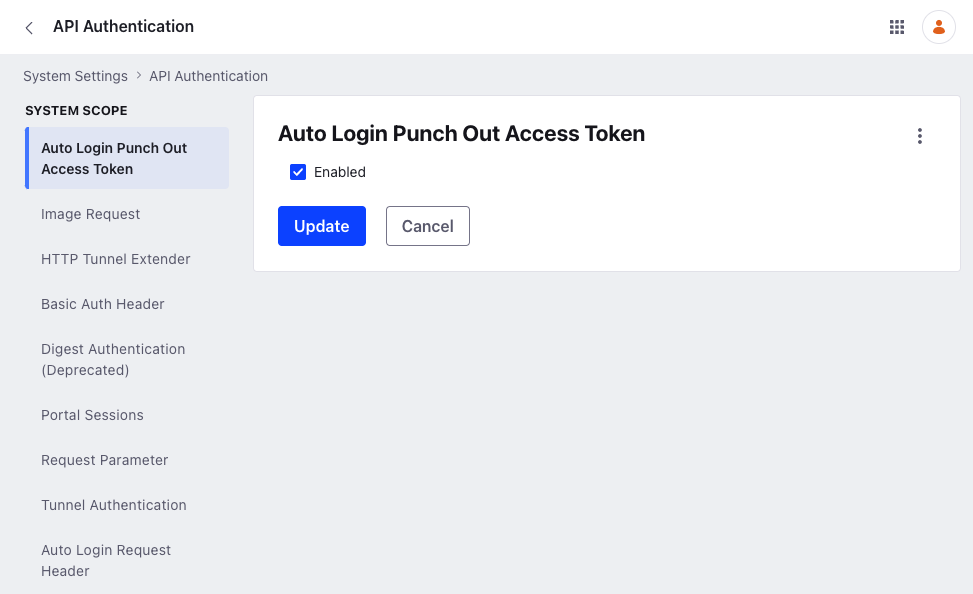 API Authentication
System Settings › API Authentication
SYSTEM SCOPE
Auto Login Punch Out
Access Token
Image Request
HTTP Tunnel Extender
Basic Auth Header
Digest Authentication
(Deprecated)
Portal Sessions
Request Parameter
Tunnel Authentication
Auto Login Request
Header
Auto Login Punch Out Access Token
Enabled
Update Cancel